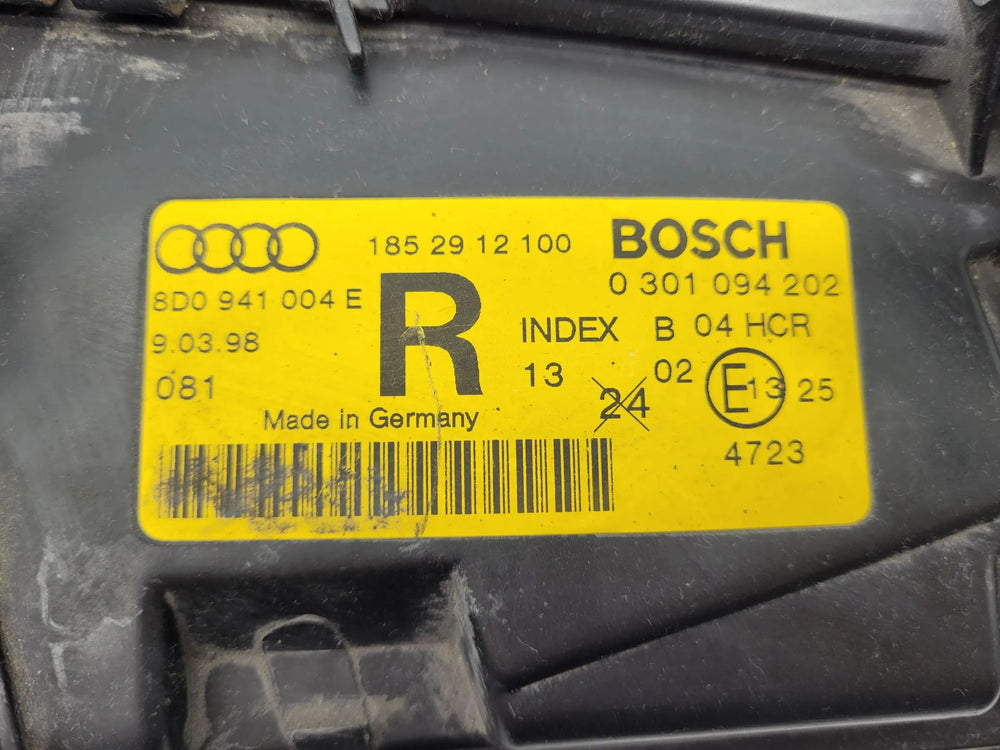 185 29 12 100 BOSCH
8D0 941 004 E R 0 301 094 202
9.03.98 INDEX B 04 HCR
081 13 24 02 E 13 25
Made in Germany 4723